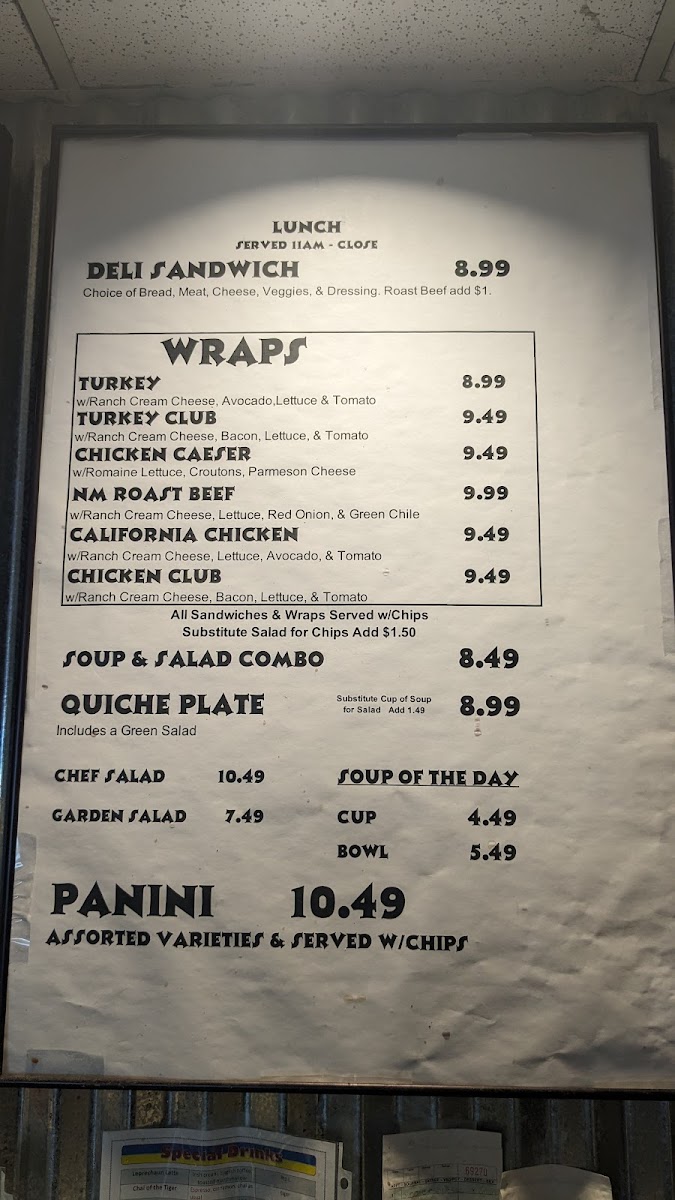 LUNCH
SERVED 11AM - CLOSE
DELI SANDWICH 8.99
Choice of Bread, Meat, Cheese, Veggies, & Dressing. Roast Beef add $1.
WRAPS
TURKEY 8.99
w/Ranch Cream Cheese, Avocado,Lettuce & Tomato
TURKEY CLUB 9.49
w/Ranch Cream Cheese, Bacon, Lettuce, & Tomato
CHICKEN CAESER 9.49
w/Romaine Lettuce, Croutons, Parmeson Cheese
NM ROAST BEEF 9.99
w/Ranch Cream Cheese, Lettuce, Red Onion, & Green Chile
CALIFORNIA CHICKEN 9.49
w/Ranch Cream Cheese, Lettuce, Avocado, & Tomato
CHICKEN CLUB 9.49
w/Ranch Cream Cheese, Bacon, Lettuce, & Tomato
All Sandwiches & Wraps Served w/Chips
Substitute Salad for Chips Add $1.50
SOUP & SALAD COMBO 8.49
QUICHE PLATE Substitute Cup of Soup for Salad Add 1.49 8.99
Includes a Green Salad
CHEF SALAD 10.49
GARDEN SALAD 7.49
SOUP OF THE DAY
CUP 4.49
BOWL 5.49
PANINI 10.49
ASSORTED VARIETIES & SERVED W/CHIPS
Special Drinks
Chai of the Tiger
69270